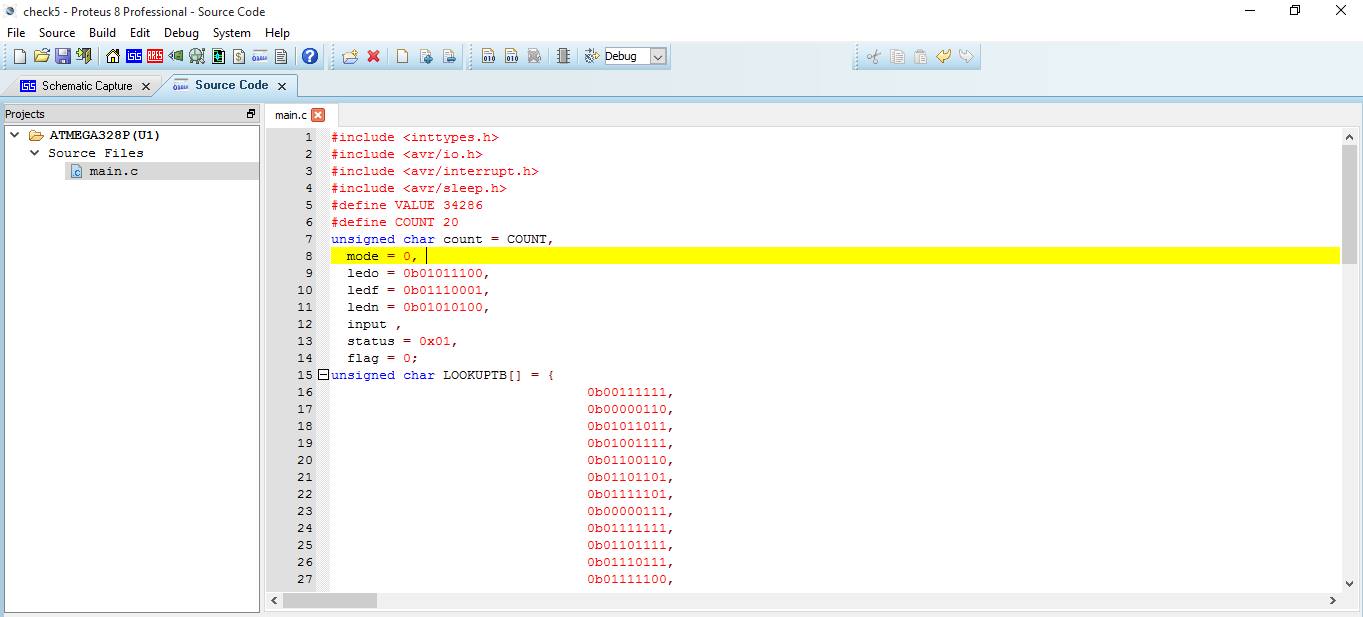 check5 - Proteus 8 Professional - Source Code
File Source Build Edit Debug System Help
Debug
Schematic Capture
Source Code
Projects
ATMEGA328P(U1)
Source Files
main.c
main.c
1 #include <inttypes.h>
2 #include <avr/io.h>
3 #include <avr/interrupt.h>
4 #include <avr/sleep.h>
5 #define VALUE 34286
6 #define COUNT 20
7 unsigned char count = COUNT,
8 mode = 0,
9 ledo = 0b01011100,
10 ledf = 0b01110001,
11 ledn = 0b01010100,
12 input ,
13 status = 0x01,
14 flag = 0;
15 unsigned char LOOKUPTB[] = {
16 0b00111111,
17 0b00000110,
18 0b01011011,
19 0b01001111,
20 0b01100110,
21 0b01101101,
22 0b01111101,
23 0b00000111,
24 0b01111111,
25 0b01101111,
26 0b01110111,
27 0b01111100,